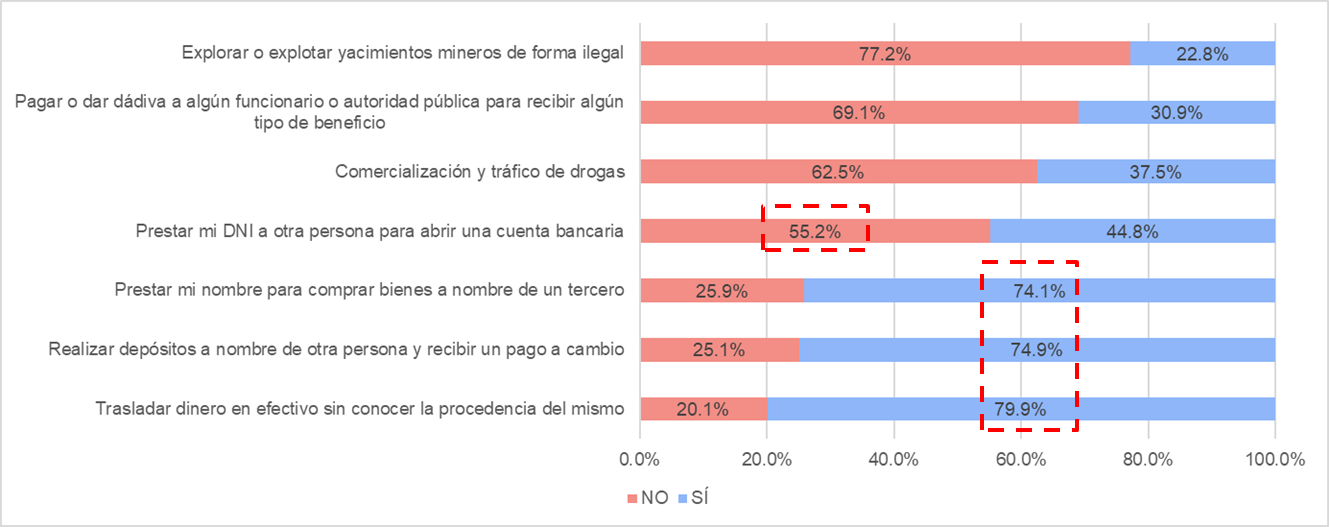 Explorar o explotar yacimientos mineros de forma ilegal
77.2%
22.8%
Pagar o dar dádiva a algún funcionario o autoridad pública para recibir algún
tipo de beneficio
69.1%
30.9%
Comercialización y tráfico de drogas
62.5%
37.5%
Prestar mi DNI a otra persona para abrir una cuenta bancaria
55.2%
44.8%
Prestar mi nombre para comprar bienes a nombre de un tercero
25.9%
74.1%
Realizar depósitos a nombre de otra persona y recibir un pago a cambio
25.1%
74.9%
Trasladar dinero en efectivo sin conocer la procedencia del mismo
20.1%
79.9%
0.0% 20.0% 40.0% 60.0% 80.0% 100.0%
NO SÍ